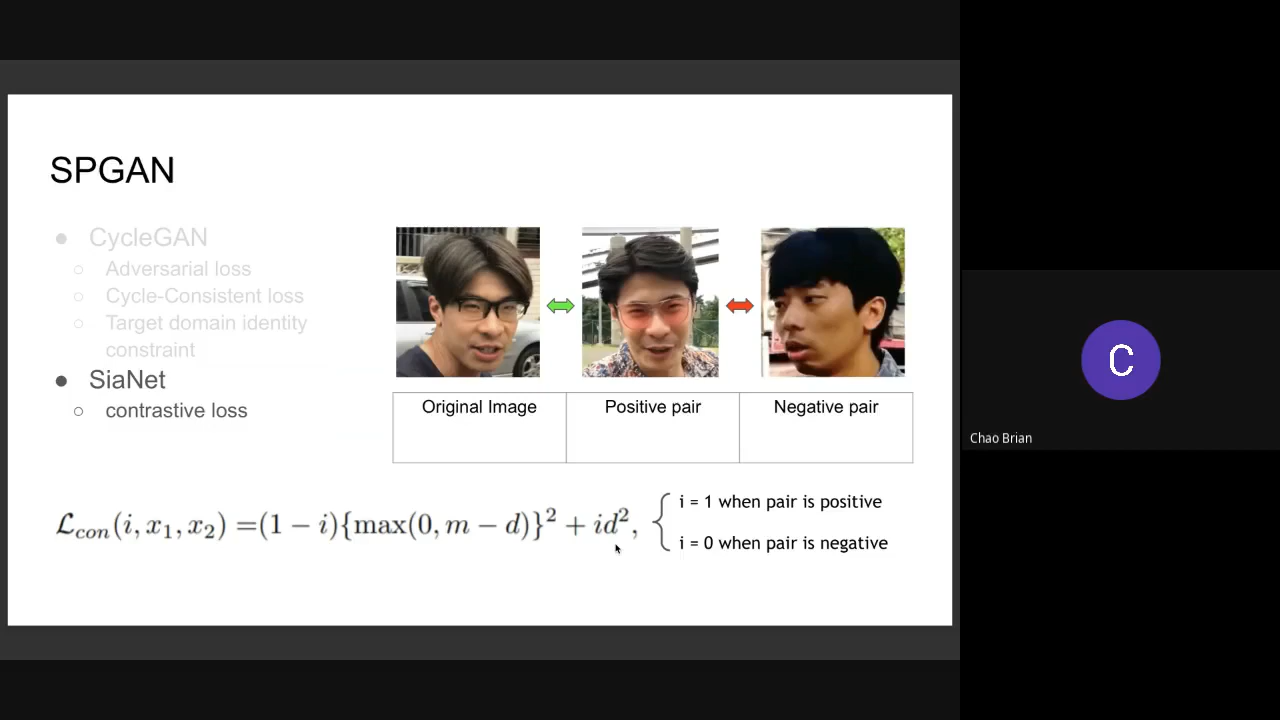 SPGAN
● CycleGAN
○ Adversarial loss
○ Cycle-Consistent loss
○ Target domain identity
constraint
● SiaNet
○ contrastive loss
Original Image
Positive pair
Negative pair
ℒcon(i, x₁, x₂) =(1 − i){max(0, m − d)}² + id²,
i = 1 when pair is positive
i = 0 when pair is negative
C
Chao Brian